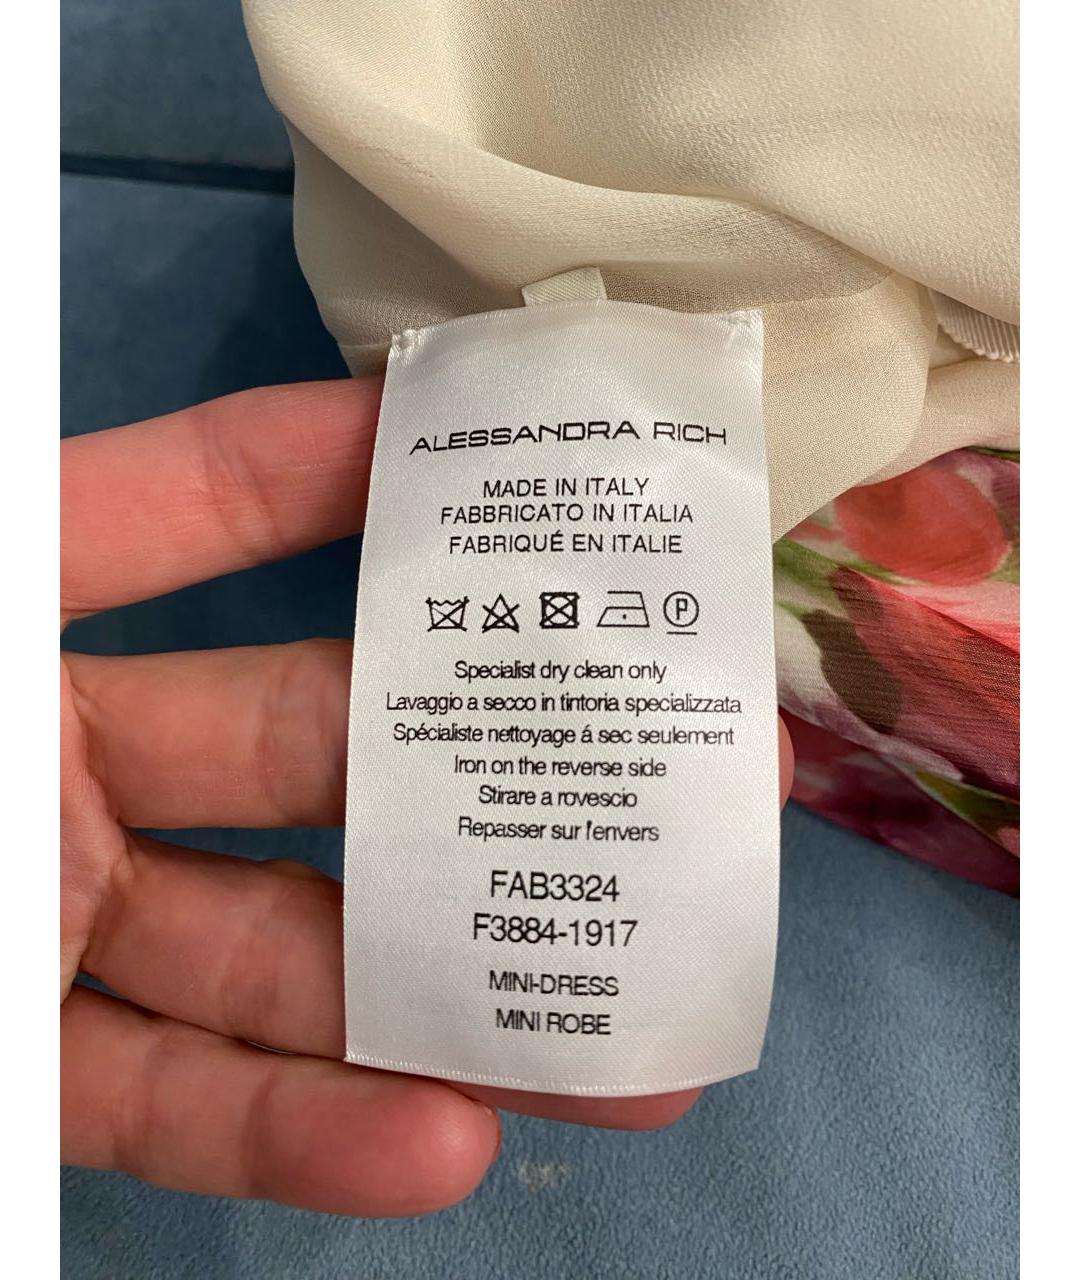 ALESSANDRA RICH
MADE IN ITALY
FABBRICATO IN ITALIA
FABRIQUÉ EN ITALIE
P
Specialist dry clean only
Lavaggio a secco in tintoria specializzata
Spécialiste nettoyage á sec seulement
Iron on the reverse side
Stirare a rovescio
Repasser sur l'envers
FAB3324
F3884-1917
MINI-DRESS
MINI ROBE